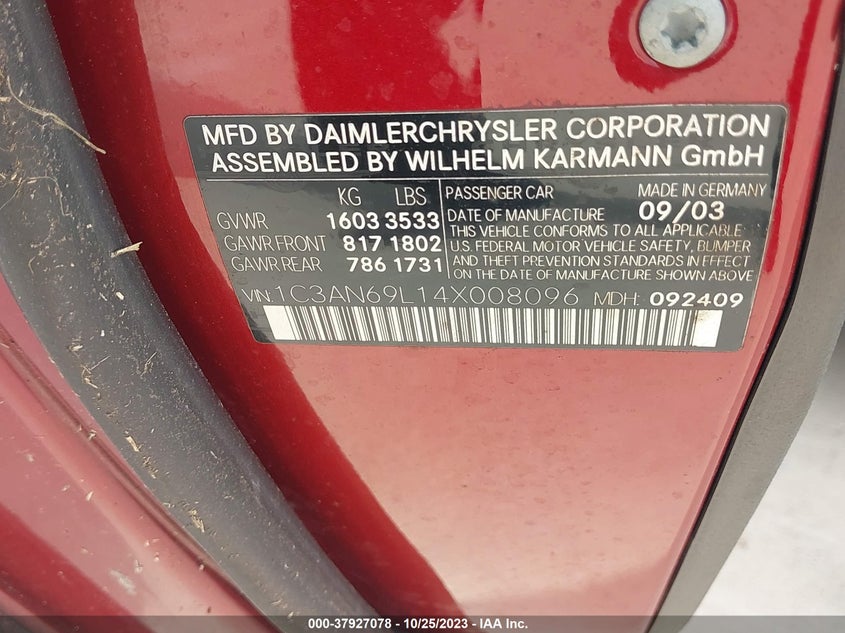 MFD BY DAIMLERCHRYSLER CORPORATION
ASSEMBLED BY WILHELM KARMANN GmbH
KG LBS
GVWR 1603 3533
GAWR FRONT 817 1802
GAWR REAR 786 1731
PASSENGER CAR MADE IN GERMANY
DATE OF MANUFACTURE 09/03
THIS VEHICLE CONFORMS TO ALL APPLICABLE
U.S. FEDERAL MOTOR VEHICLE SAFETY, BUMPER
AND THEFT PREVENTION STANDARDS IN EFFECT
ON THE DATE OF MANUFACTURE SHOWN ABOVE
VIN: 1C3AN69L14X008096 MDH: 092409
000-37927078 | 10/25/2023 | IAA Inc.